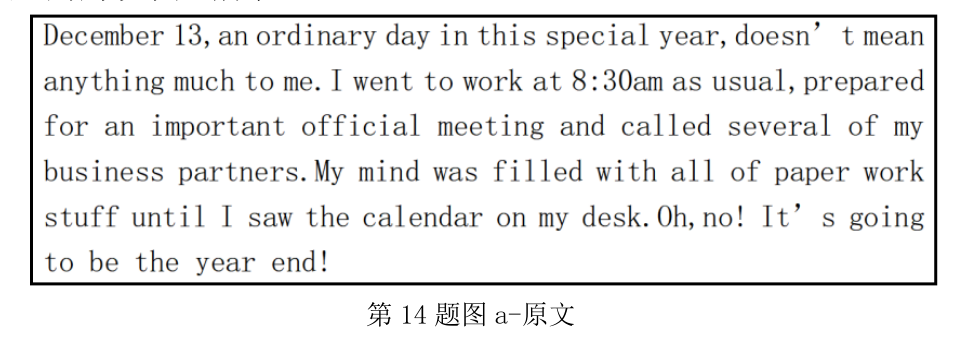 December 13,an ordinary day in this special year,doesn’t mean
anything much to me.I went to work at 8:30am as usual,prepared
for an important official meeting and called several of my
business partners.My mind was filled with all of paper work
stuff until I saw the calendar on my desk.Oh,no! It’s going
to be the year end!
第 14 题图 a-原文